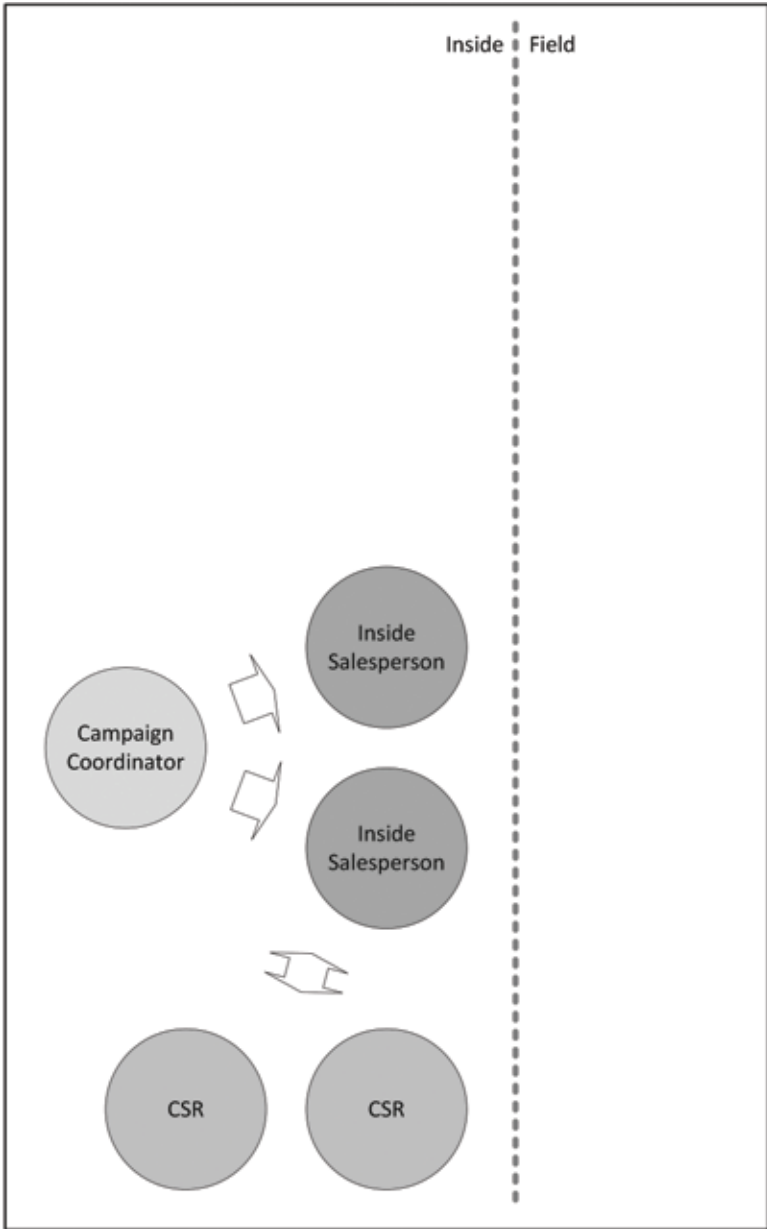 Inside Field
Inside
Salesperson
Campaign
Coordinator
Inside
Salesperson
CSR
CSR